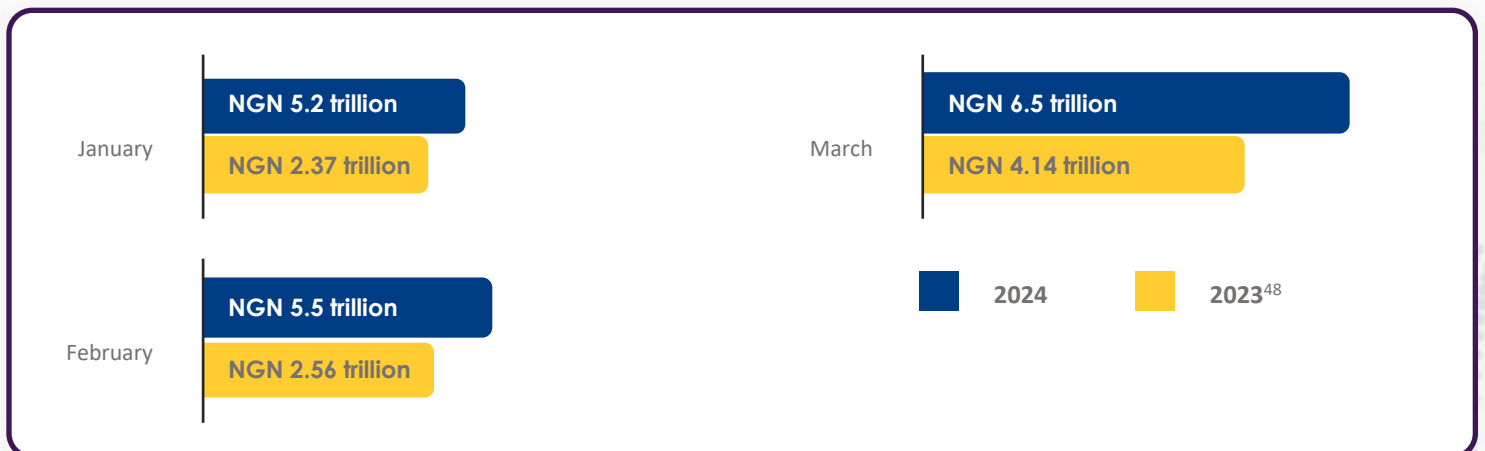 January
NGN 5.2 trillion
NGN 2.37 trillion
February
NGN 5.5 trillion
NGN 2.56 trillion
March
NGN 6.5 trillion
NGN 4.14 trillion
2024 2023⁴⁸